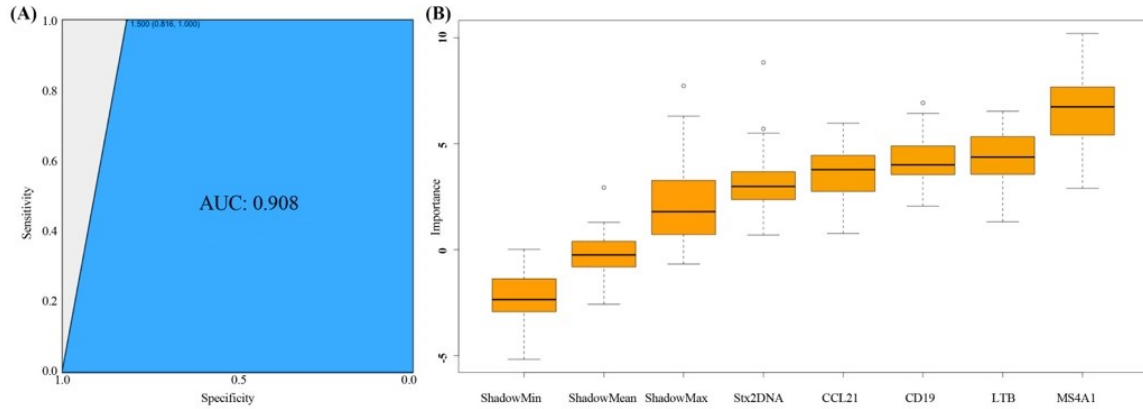 (A)
1.0
0.8
0.6
0.4
0.2
0.0
Sensitivity
1.500 (0.816, 1.000)
AUC: 0.908
1.0
0.5
0.0
Specificity
(B)
10
5
0
-5
Importance
ShadowMin
ShadowMean
ShadowMax
Stx2DNA
CCL21
CD19
LTB
MS4A1